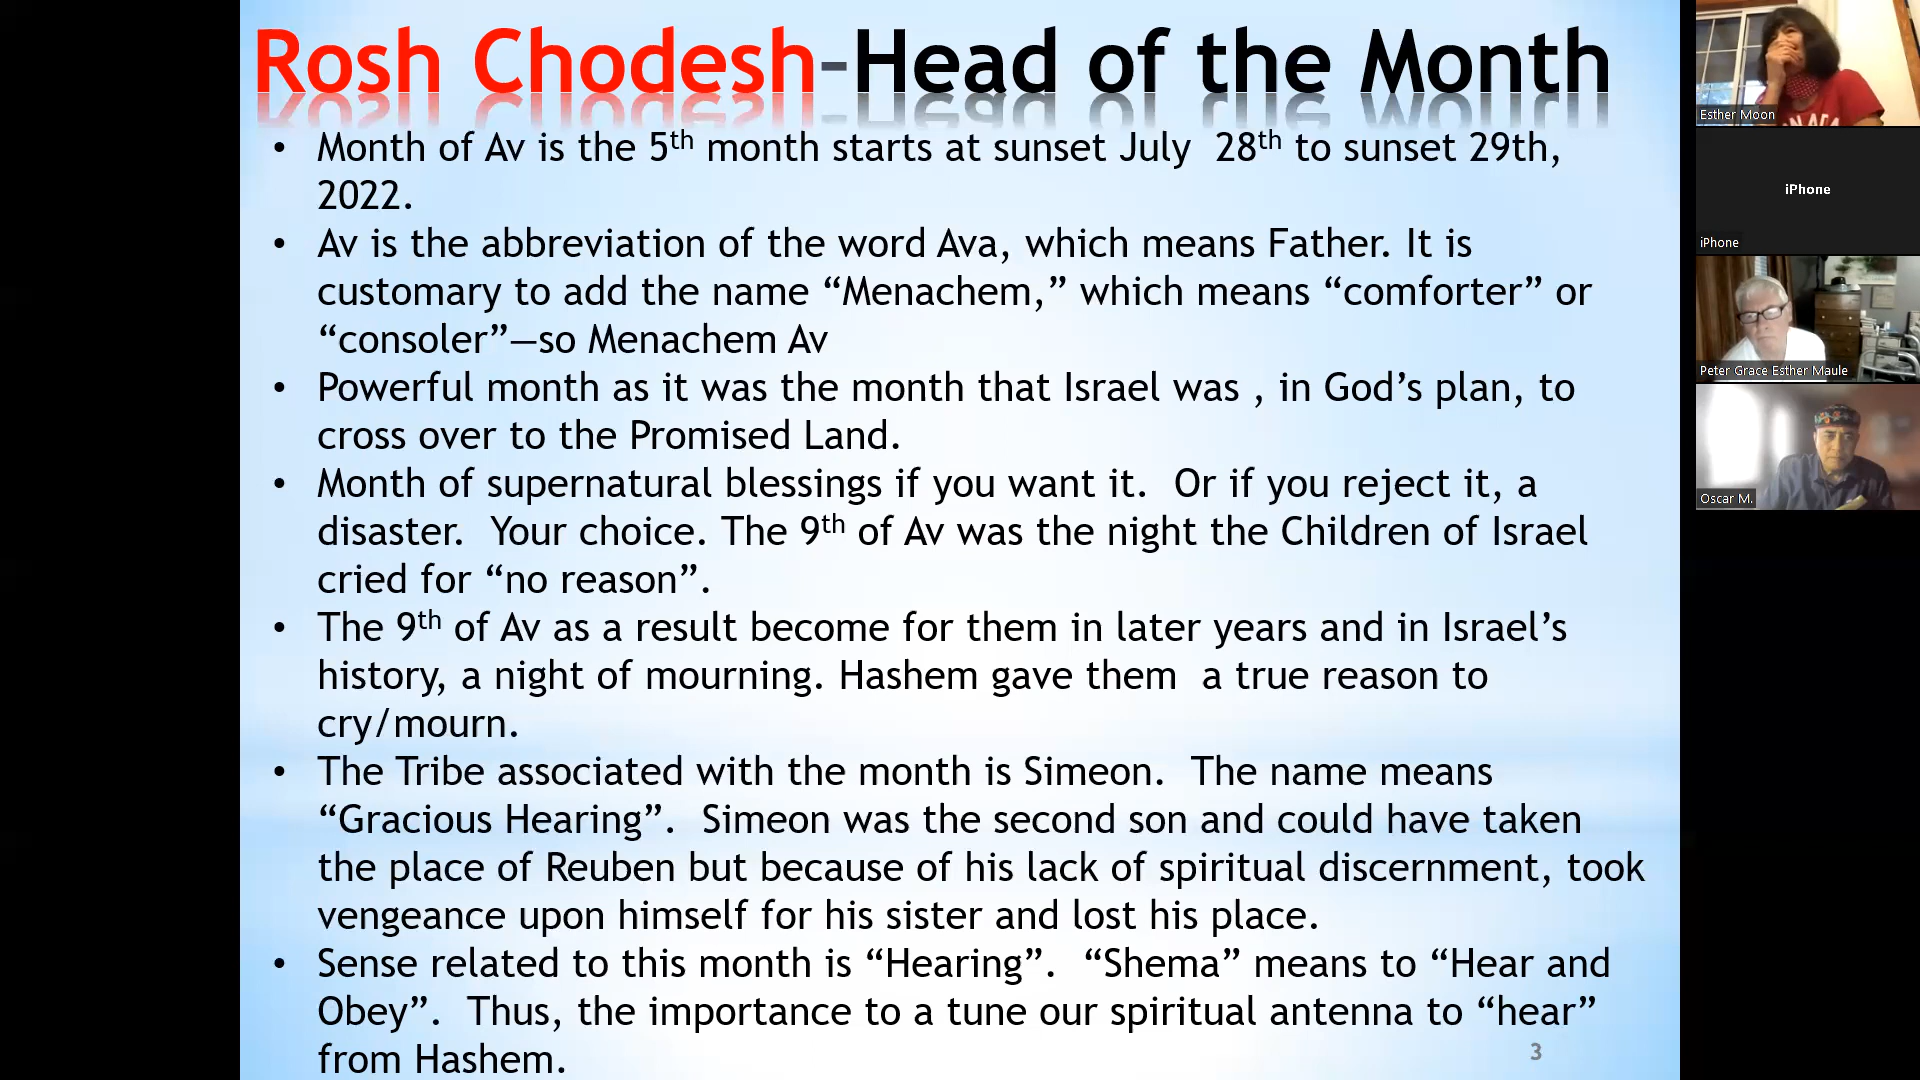 Rosh Chodesh-Head of the Month
• Month of Av is the 5th month starts at sunset July  28th to sunset 29th,
2022.
• Av is the abbreviation of the word Ava, which means Father. It is
customary to add the name “Menachem,” which means “comforter” or
“consoler”—so Menachem Av
• Powerful month as it was the month that Israel was , in God’s plan, to
cross over to the Promised Land.
• Month of supernatural blessings if you want it.  Or if you reject it, a
disaster.  Your choice. The 9th of Av was the night the Children of Israel
cried for “no reason”.
• The 9th of Av as a result become for them in later years and in Israel’s
history, a night of mourning. Hashem gave them  a true reason to
cry/mourn.
• The Tribe associated with the month is Simeon.  The name means
“Gracious Hearing”.  Simeon was the second son and could have taken
the place of Reuben but because of his lack of spiritual discernment, took
vengeance upon himself for his sister and lost his place.
• Sense related to this month is “Hearing”.  “Shema” means to “Hear and
Obey”.  Thus, the importance to a tune our spiritual antenna to “hear”
from Hashem.
3
Esther Moon
iPhone
iPhone
Peter Grace Esther Maule
Oscar M.